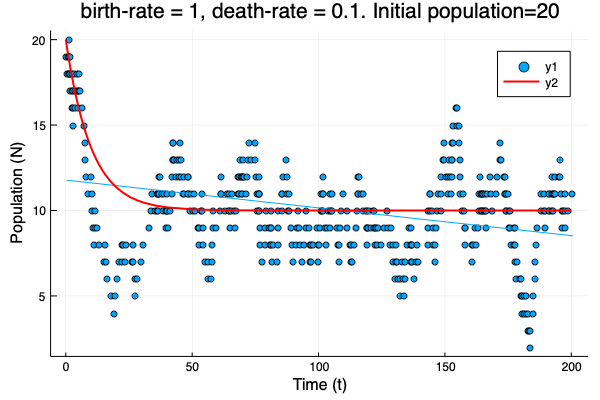 birth-rate = 1, death-rate = 0.1. Initial population=20
y1
y2
20
15
10
5
Population (N)
0
50
100
150
200
Time (t)